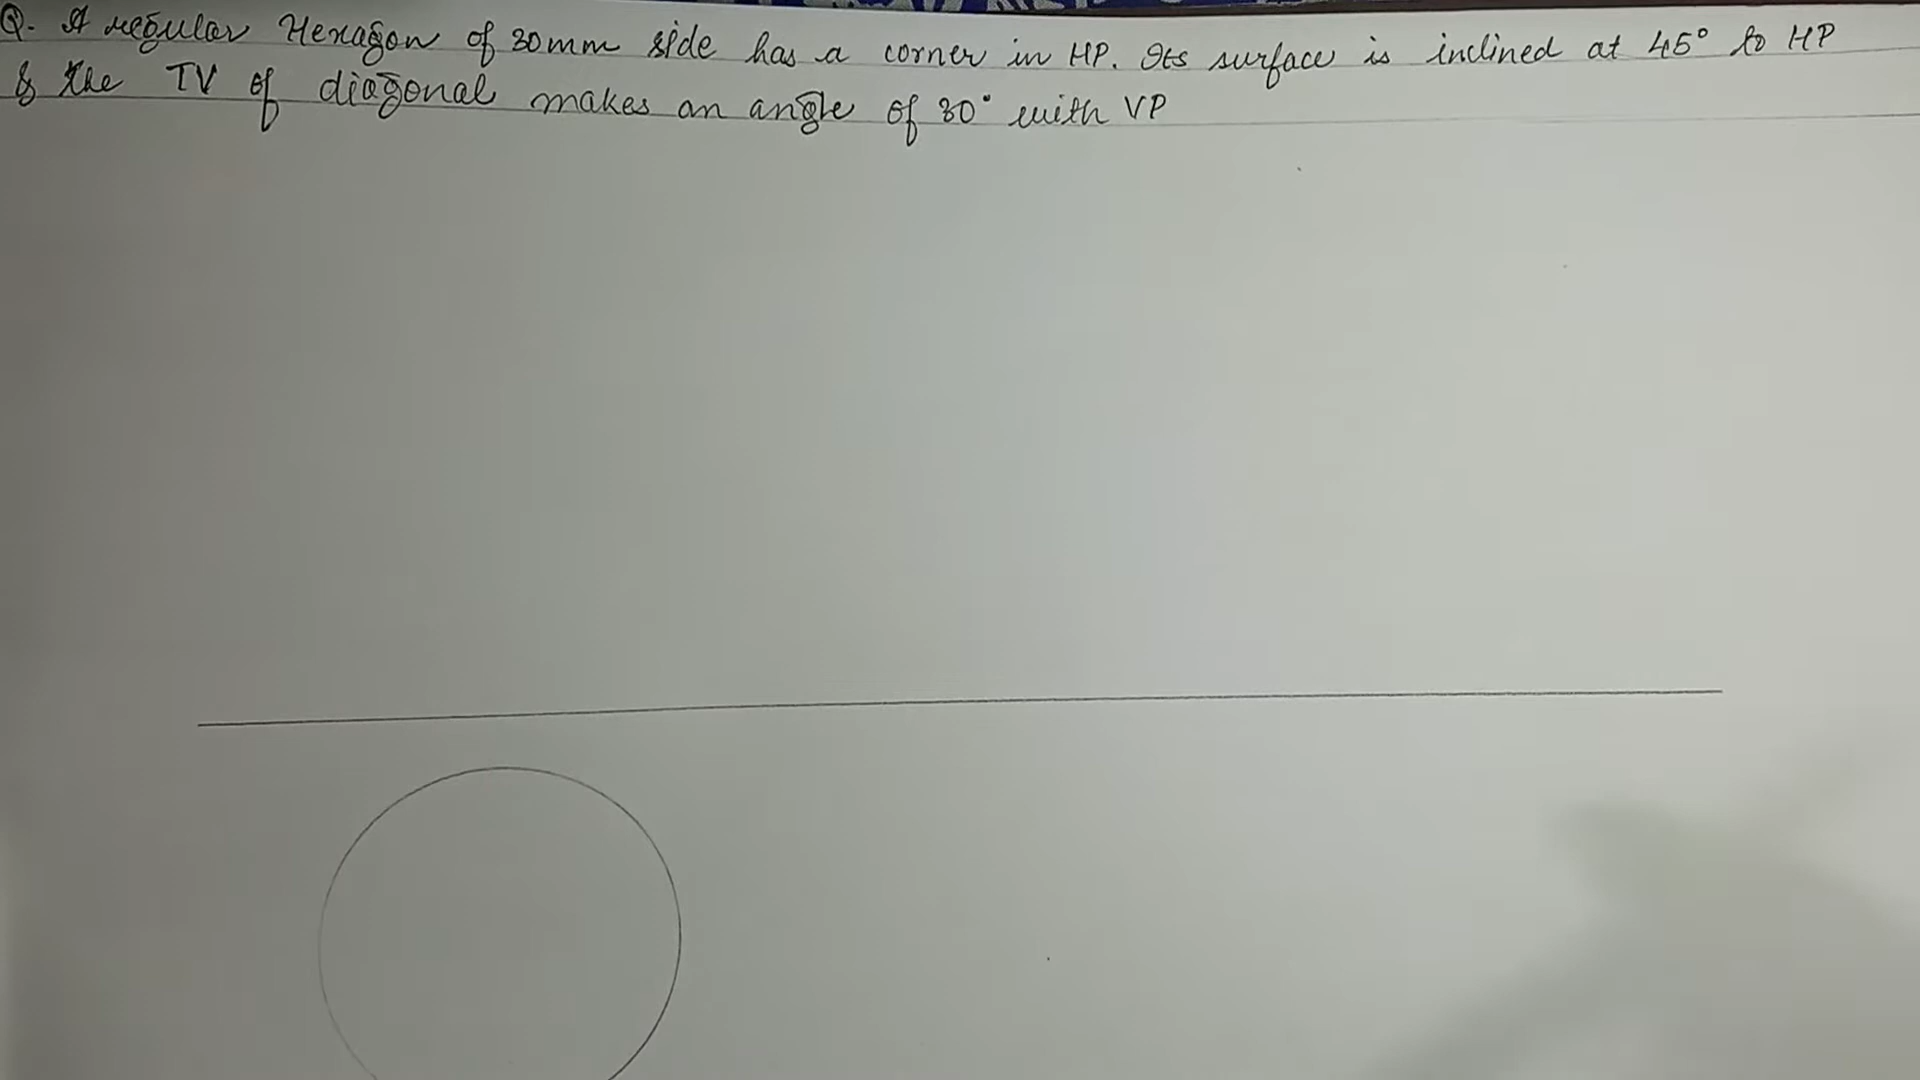 Q. A regular Hexagon of 30mm side has a corner in HP. Its surface is inclined at 45° to HP
& the TV of diagonal makes an angle of 30° with VP